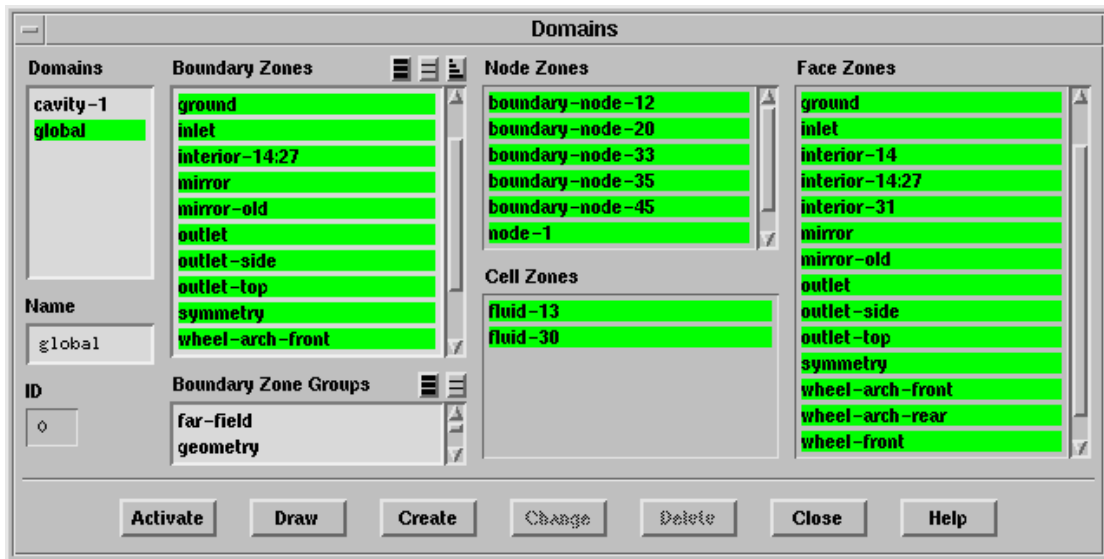 Domains
Domains
cavity-1
global
Name
global
ID
0
Boundary Zones
ground
inlet
interior-14:27
mirror
mirror-old
outlet
outlet-side
outlet-top
symmetry
wheel-arch-front
Boundary Zone Groups
far-field
geometry
Node Zones
boundary-node-12
boundary-node-20
boundary-node-33
boundary-node-35
boundary-node-45
node-1
Cell Zones
fluid-13
fluid-30
Face Zones
ground
inlet
interior-14
interior-14:27
interior-31
mirror
mirror-old
outlet
outlet-side
outlet-top
symmetry
wheel-arch-front
wheel-arch-rear
wheel-front
Activate
Draw
Create
Change
Delete
Close
Help